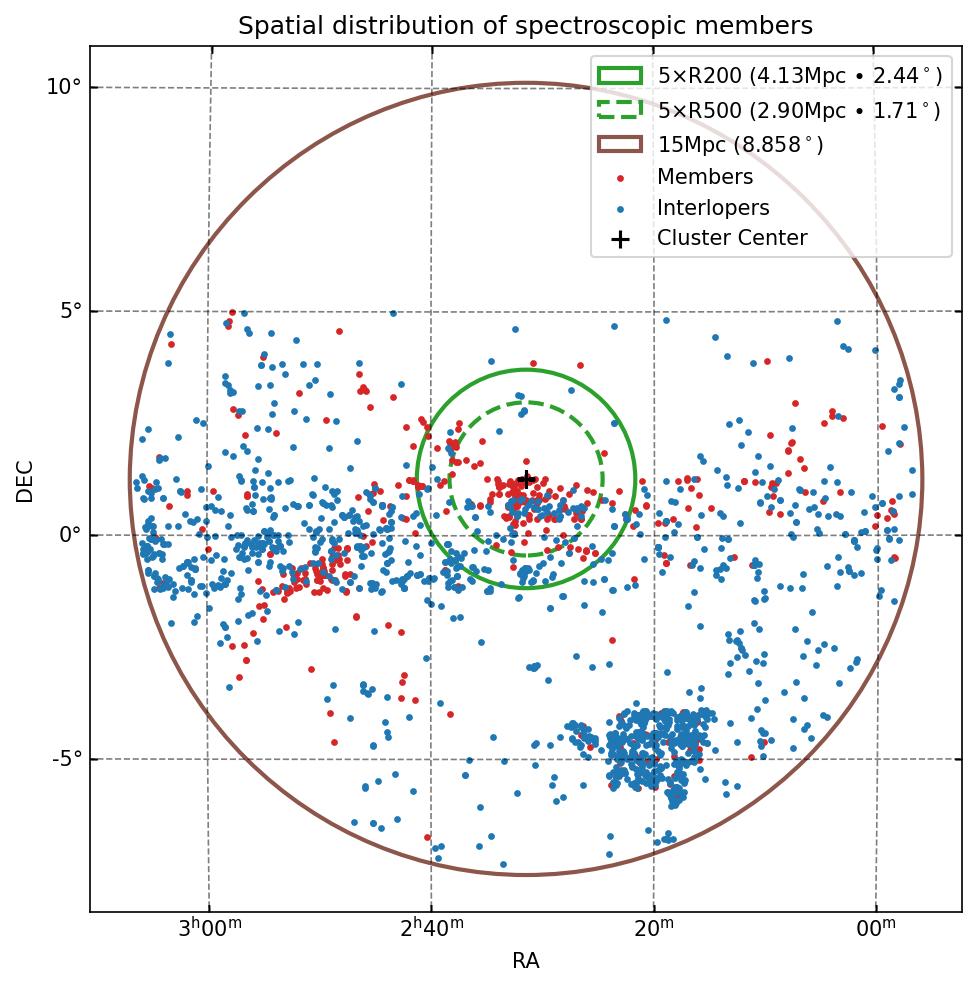 Spatial distribution of spectroscopic members
5×R200 (4.13Mpc • 2.44°)
5×R500 (2.90Mpc • 1.71°)
15Mpc (8.858°)
Members
Interlopers
Cluster Center
10°
5°
0°
-5°
DEC
3ʰ00ᵐ 2ʰ40ᵐ 20ᵐ 00ᵐ
RA